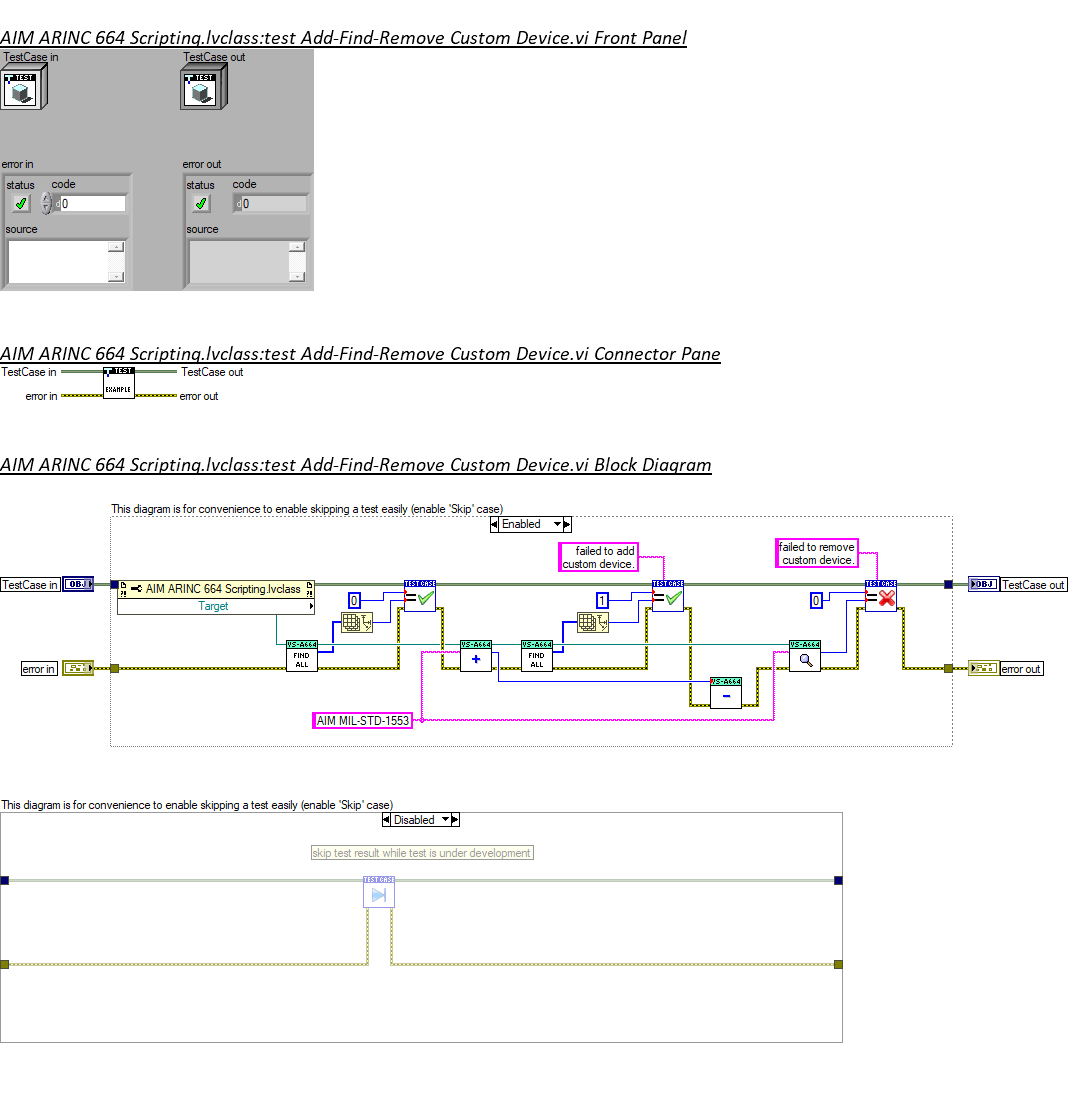 AIM ARINC 664 Scripting.lvclass:test Add-Find-Remove Custom Device.vi Front Panel
TestCase in
TestCase out
TEST
TEST
error in
error out
status
code
status
code
d0
d0
source
source
AIM ARINC 664 Scripting.lvclass:test Add-Find-Remove Custom Device.vi Connector Pane
TestCase in
TEST
EXAMPLE
TestCase out
error in
error out
AIM ARINC 664 Scripting.lvclass:test Add-Find-Remove Custom Device.vi Block Diagram
This diagram is for convenience to enable skipping a test easily (enable 'Skip' case)
Enabled
failed to add
custom device.
failed to remove
custom device.
TestCase in
OBJ
AIM ARINC 664 Scripting.lvclass
Target
TEST CASE
TEST CASE
TEST CASE
OBJ
TestCase out
0
1
0
VS-A664
FIND
ALL
VS-A664
+
VS-A664
FIND
ALL
VS-A664
error in
error out
VS-A664
-
AIM MIL-STD-1553
This diagram is for convenience to enable skipping a test easily (enable 'Skip' case)
Disabled
skip test result while test is under development
TEST CASE